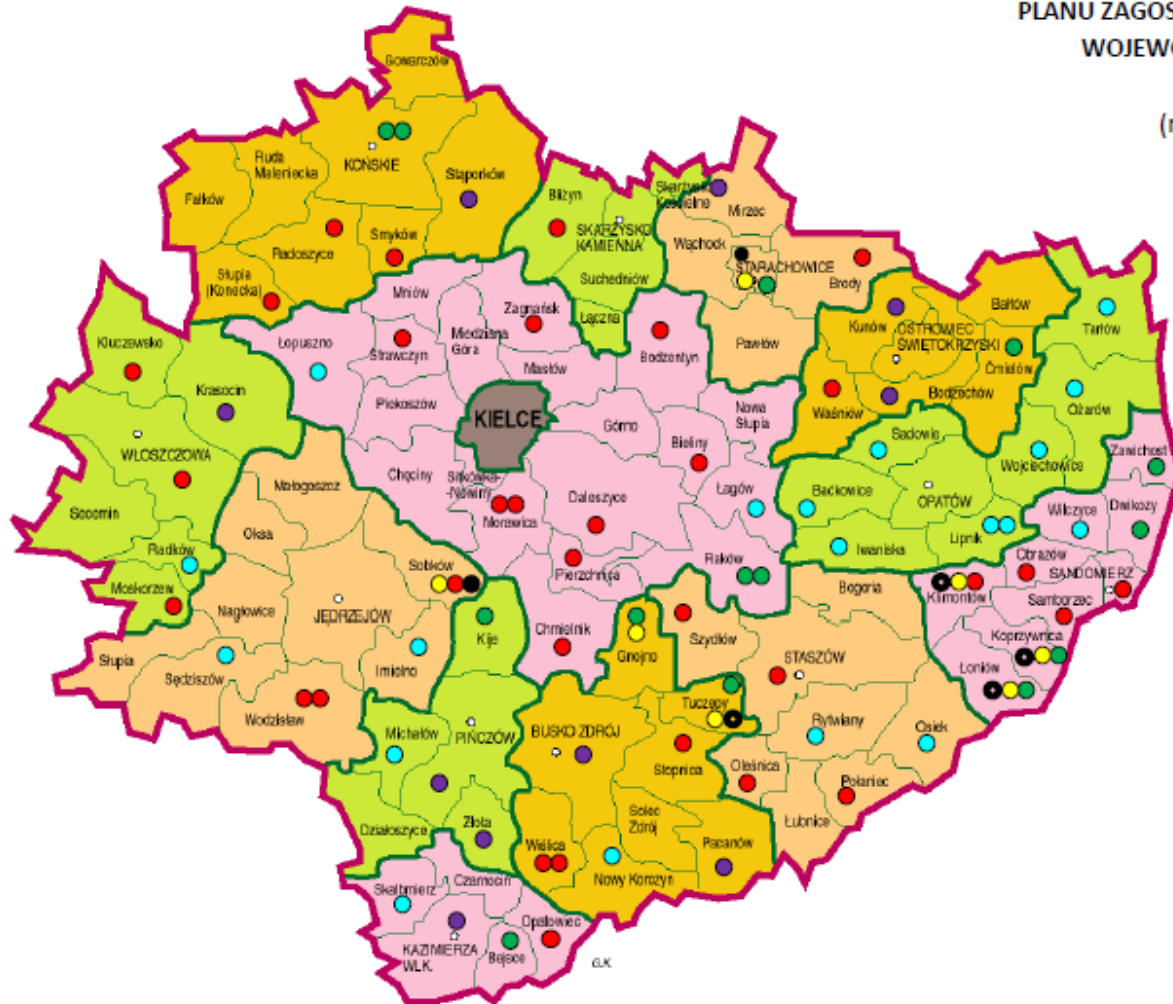 PLANU ZAGOS
WOJEWÓ
(r
Gowarczów
Ruda
Maleniecka
KOŃSKIE
Stąporków
Fałków
Radoszyce
Smyków
Słupia
(Konecka)
Bliżyn
Skarżysko
Kościelne
SKARŻYSKO
KAMIENNA
Suchedniów
Łączna
Mirzec
Wąchock
STARACHOWICE
Brody
Pawłów
Kunów
OSTROWIEC
ŚWIĘTOKRZYSKI
Bałtów
Ćmielów
Bodzechów
Waśniów
Tarłów
Ożarów
Sadowie
Wojciechowice
Baćkowice
OPATÓW
Iwaniska
Lipnik
Zawichost
Dwikozy
Wilczyce
Obrazów
SANDOMIERZ
Klimontów
Samborzec
Koprzywnica
Łoniów
Mniów
Zagnańsk
Łopuszno
Strawczyn
Miedziana
Góra
Masłów
Bodzentyn
Piekoszów
KIELCE
Górno
Nowa
Słupia
Bieliny
Chęciny
Sitkówka-
-Nowiny
Morawica
Daleszyce
Łagów
Pierzchnica
Raków
Chmielnik
Kluczewsko
Krasocin
WŁOSZCZOWA
Secemin
Radków
Moskorzew
Małogoszcz
Oksa
Sobków
Nagłowice
JĘDRZEJÓW
Słupia
Sędziszów
Imielno
Wodzisław
Kije
Michałów
PIŃCZÓW
Działoszyce
Złota
Gnojno
Tuczępy
BUSKO ZDRÓJ
Stopnica
Solec
Zdrój
Wiślica
Nowy Korczyn
Pacanów
Szydłów
Bogoria
STASZÓW
Rytwiany
Osiek
Oleśnica
Połaniec
Łubnice
Skalbmierz
Czarnocin
KAZIMIERZA
WLK.
Bejsce
Opatowiec
G.K.